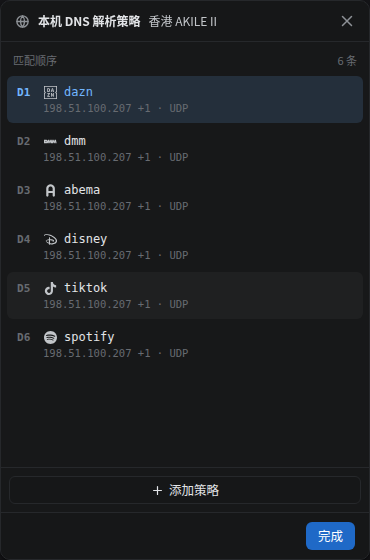 本机 DNS 解析策略 香港 AKILE II
匹配顺序 6 条
D1 dazn
198.51.100.207 +1 · UDP
D2 dmm
198.51.100.207 +1 · UDP
D3 abema
198.51.100.207 +1 · UDP
D4 disney
198.51.100.207 +1 · UDP
D5 tiktok
198.51.100.207 +1 · UDP
D6 spotify
198.51.100.207 +1 · UDP
+ 添加策略
完成